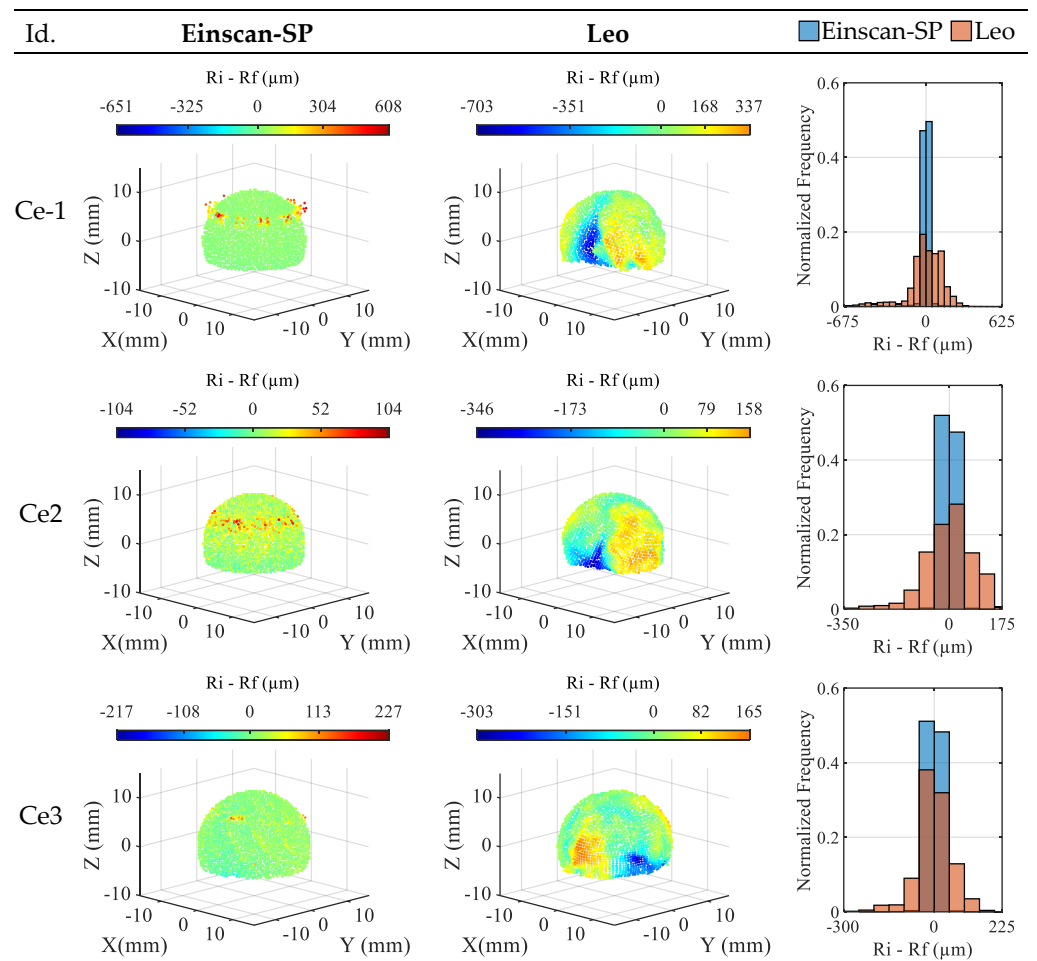 Id. Einscan-SP Leo Einscan-SP Leo
Ri - Rf (µm) Ri - Rf (µm)
-651 -325 0 304 608 -703 -351 0 168 337
Ce-1
Z (mm) 10 0 -10
X(mm) -10 0 10
Y (mm) -10 0 10
Z (mm) 10 0 -10
X(mm) -10 0 10
Y (mm) -10 0 10
Normalized Frequency
0.6
0.4
0.2
0
-675 0 625
Ri - Rf (µm)
Ri - Rf (µm) Ri - Rf (µm)
-104 -52 0 52 104 -346 -173 0 79 158
Ce2
Z (mm) 10 0 -10
X(mm) -10 0 10
Y (mm) -10 0 10
Z (mm) 10 0 -10
X(mm) -10 0 10
Y (mm) -10 0 10
Normalized Frequency
0.6
0.4
0.2
0
-350 0 175
Ri - Rf (µm)
Ri - Rf (µm) Ri - Rf (µm)
-217 -108 0 113 227 -303 -151 0 82 165
Ce3
Z (mm) 10 0 -10
X(mm) -10 0 10
Y (mm) -10 0 10
Z (mm) 10 0 -10
X(mm) -10 0 10
Y (mm) -10 0 10
Normalized Frequency
0.6
0.4
0.2
0
-300 0 225
Ri - Rf (µm)